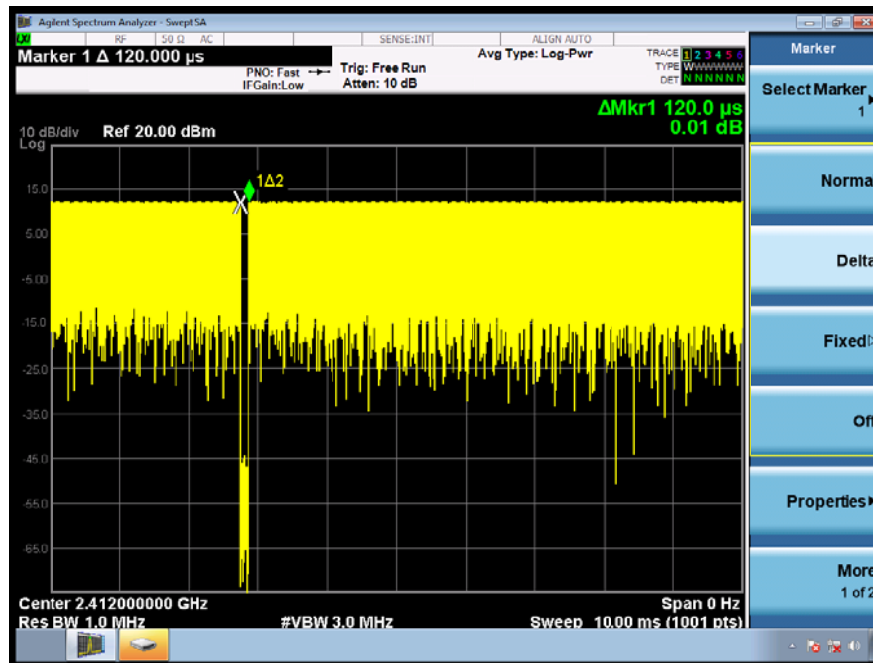 Agilent Spectrum Analyzer - Swept SA
LXI RF 50 Ω AC SENSE:INT ALIGN AUTO
Marker 1 Δ 120.000 µs
PNO: Fast
IFGain:Low
Trig: Free Run
Atten: 10 dB
Avg Type: Log-Pwr
TRACE 1 2 3 4 5 6
TYPE WWWWWW
DET N N N N N N
ΔMkr1 120.0 µs
0.01 dB
10 dB/div Ref 20.00 dBm
Log
1Δ2
15.0
5.00
-5.00
-15.0
-25.0
-35.0
-45.0
-55.0
-65.0
Center 2.412000000 GHz Span 0 Hz
Res BW 1.0 MHz #VBW 3.0 MHz Sweep 10.00 ms (1001 pts)
Marker
Select Marker
1
Norma
Delta
Fixed
Off
Properties
More
1 of 2